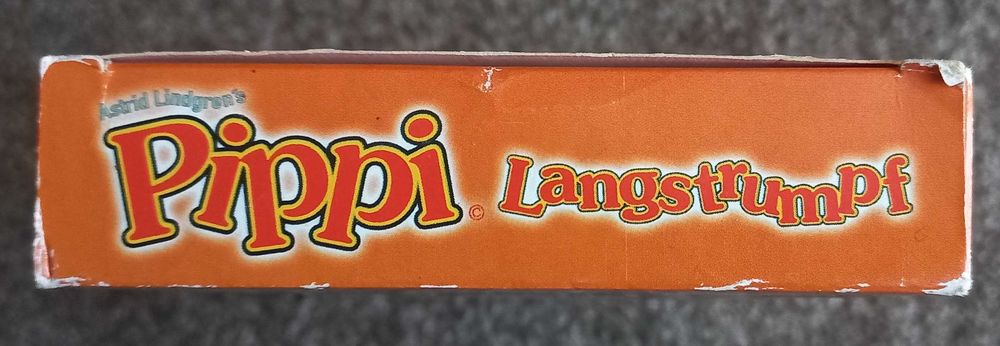 Astrid Lindgren's
Pippi © Langstrumpf